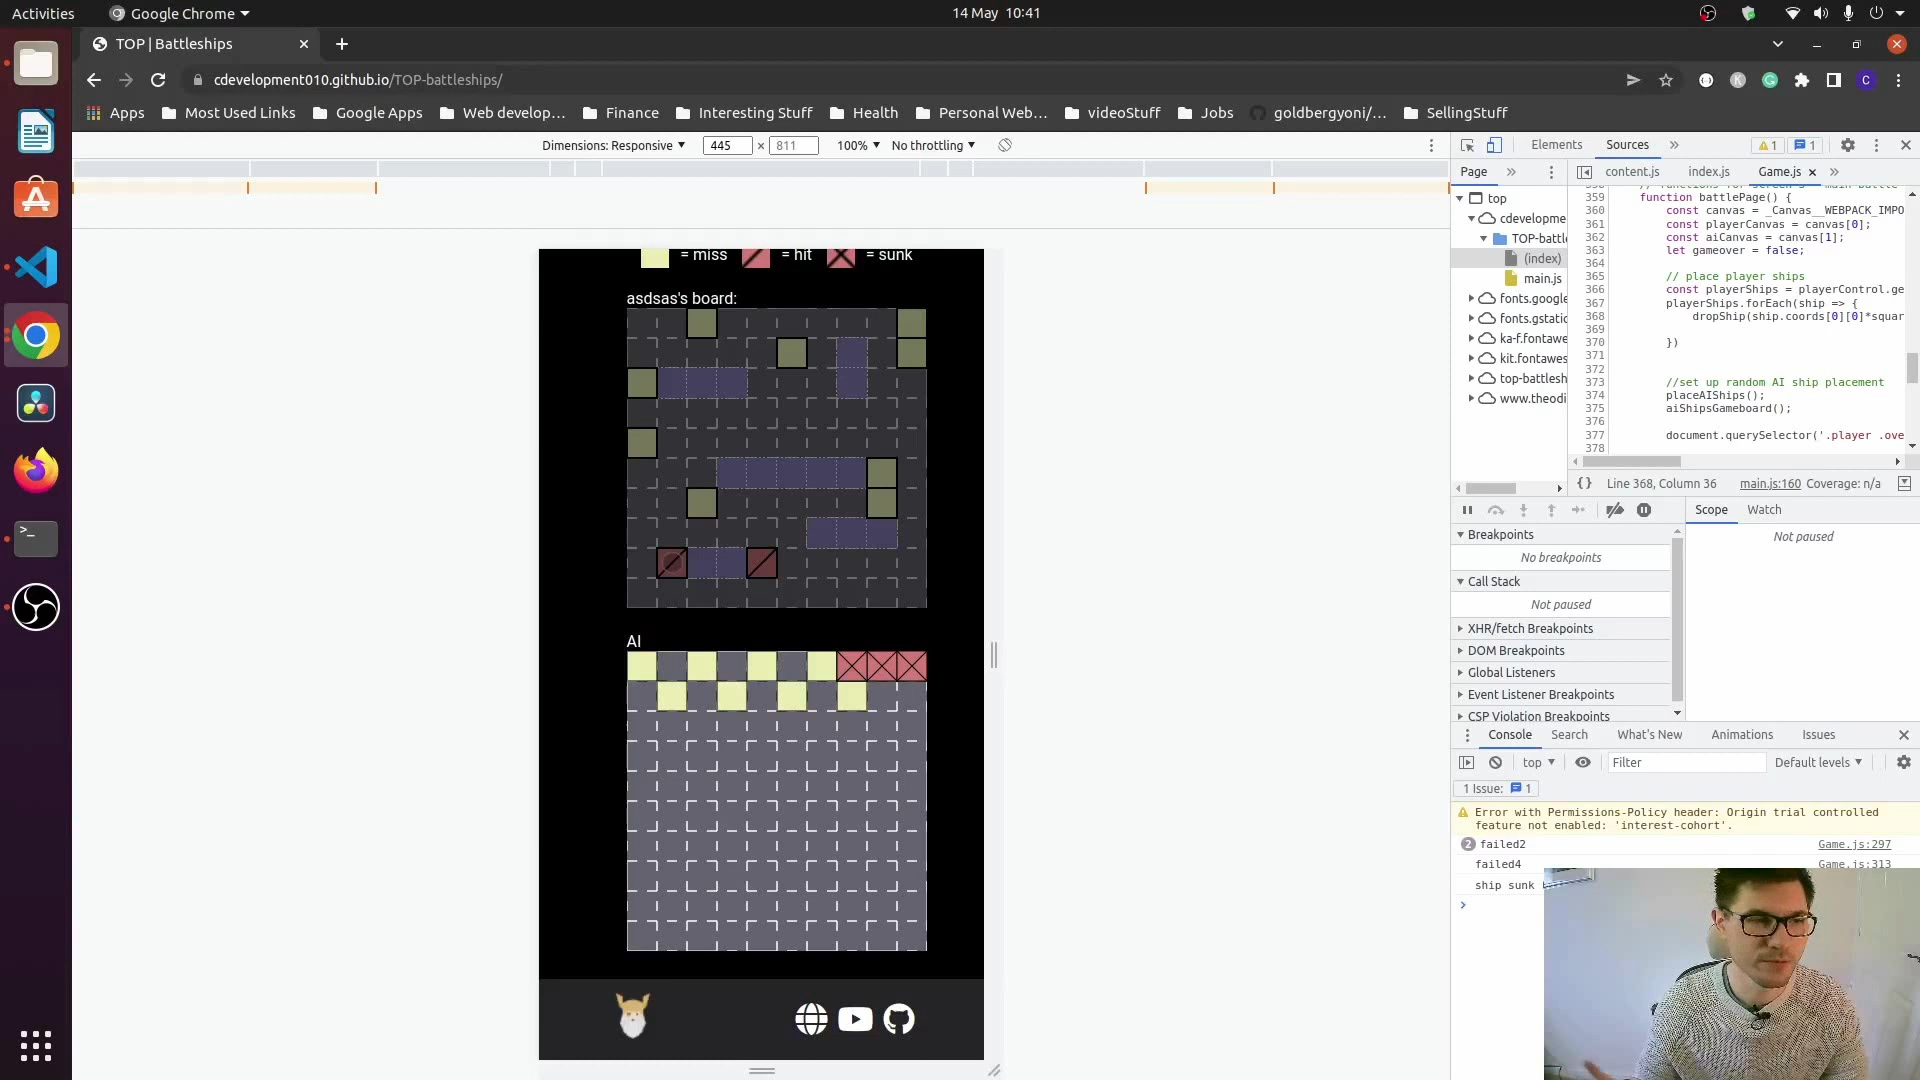 Activities
Google Chrome
14 May 10:41
TOP | Battleships
cdevelopment010.github.io/TOP-battleships/
Apps
Most Used Links
Google Apps
Web develop...
Finance
Interesting Stuff
Health
Personal Web...
videoStuff
Jobs
goldbergyoni/...
SellingStuff
Dimensions: Responsive
445 × 811
100%
No throttling
Elements
Sources
1
1
Page
content.js
index.js
Game.js
top
cdevelopme
TOP-battle
(index)
main.js
fonts.google
fonts.gstatic
ka-f.fontawe
kit.fontawes
top-battlesh
www.theodi
359 function battlePage() {
360 const canvas = _Canvas__WEBPACK_IMPO
361 const playerCanvas = canvas[0];
362 const aiCanvas = canvas[1];
363 let gameover = false;
364
365 // place player ships
366 const playerShips = playerControl.ge
367 playerShips.forEach(ship => {
368 dropShip(ship.coords[0][0]*squar
369
370 })
371
372
373 //set up random AI ship placement
374 placeAIShips();
375 aiShipsGameboard();
376
377 document.querySelector('.player .ove
378
{} Line 368, Column 36 main.js:160 Coverage: n/a
Scope
Watch
Not paused
Breakpoints
No breakpoints
Call Stack
Not paused
XHR/fetch Breakpoints
DOM Breakpoints
Global Listeners
Event Listener Breakpoints
CSP Violation Breakpoints
Console
Search
What's New
Animations
Issues
top
Filter
Default levels
1 Issue: 1
Error with Permissions-Policy header: Origin trial controlled
feature not enabled: 'interest-cohort'.
2 failed2 Game.js:297
failed4 Game.js:313
ship sunk
= miss = hit = sunk
asdsas's board:
AI